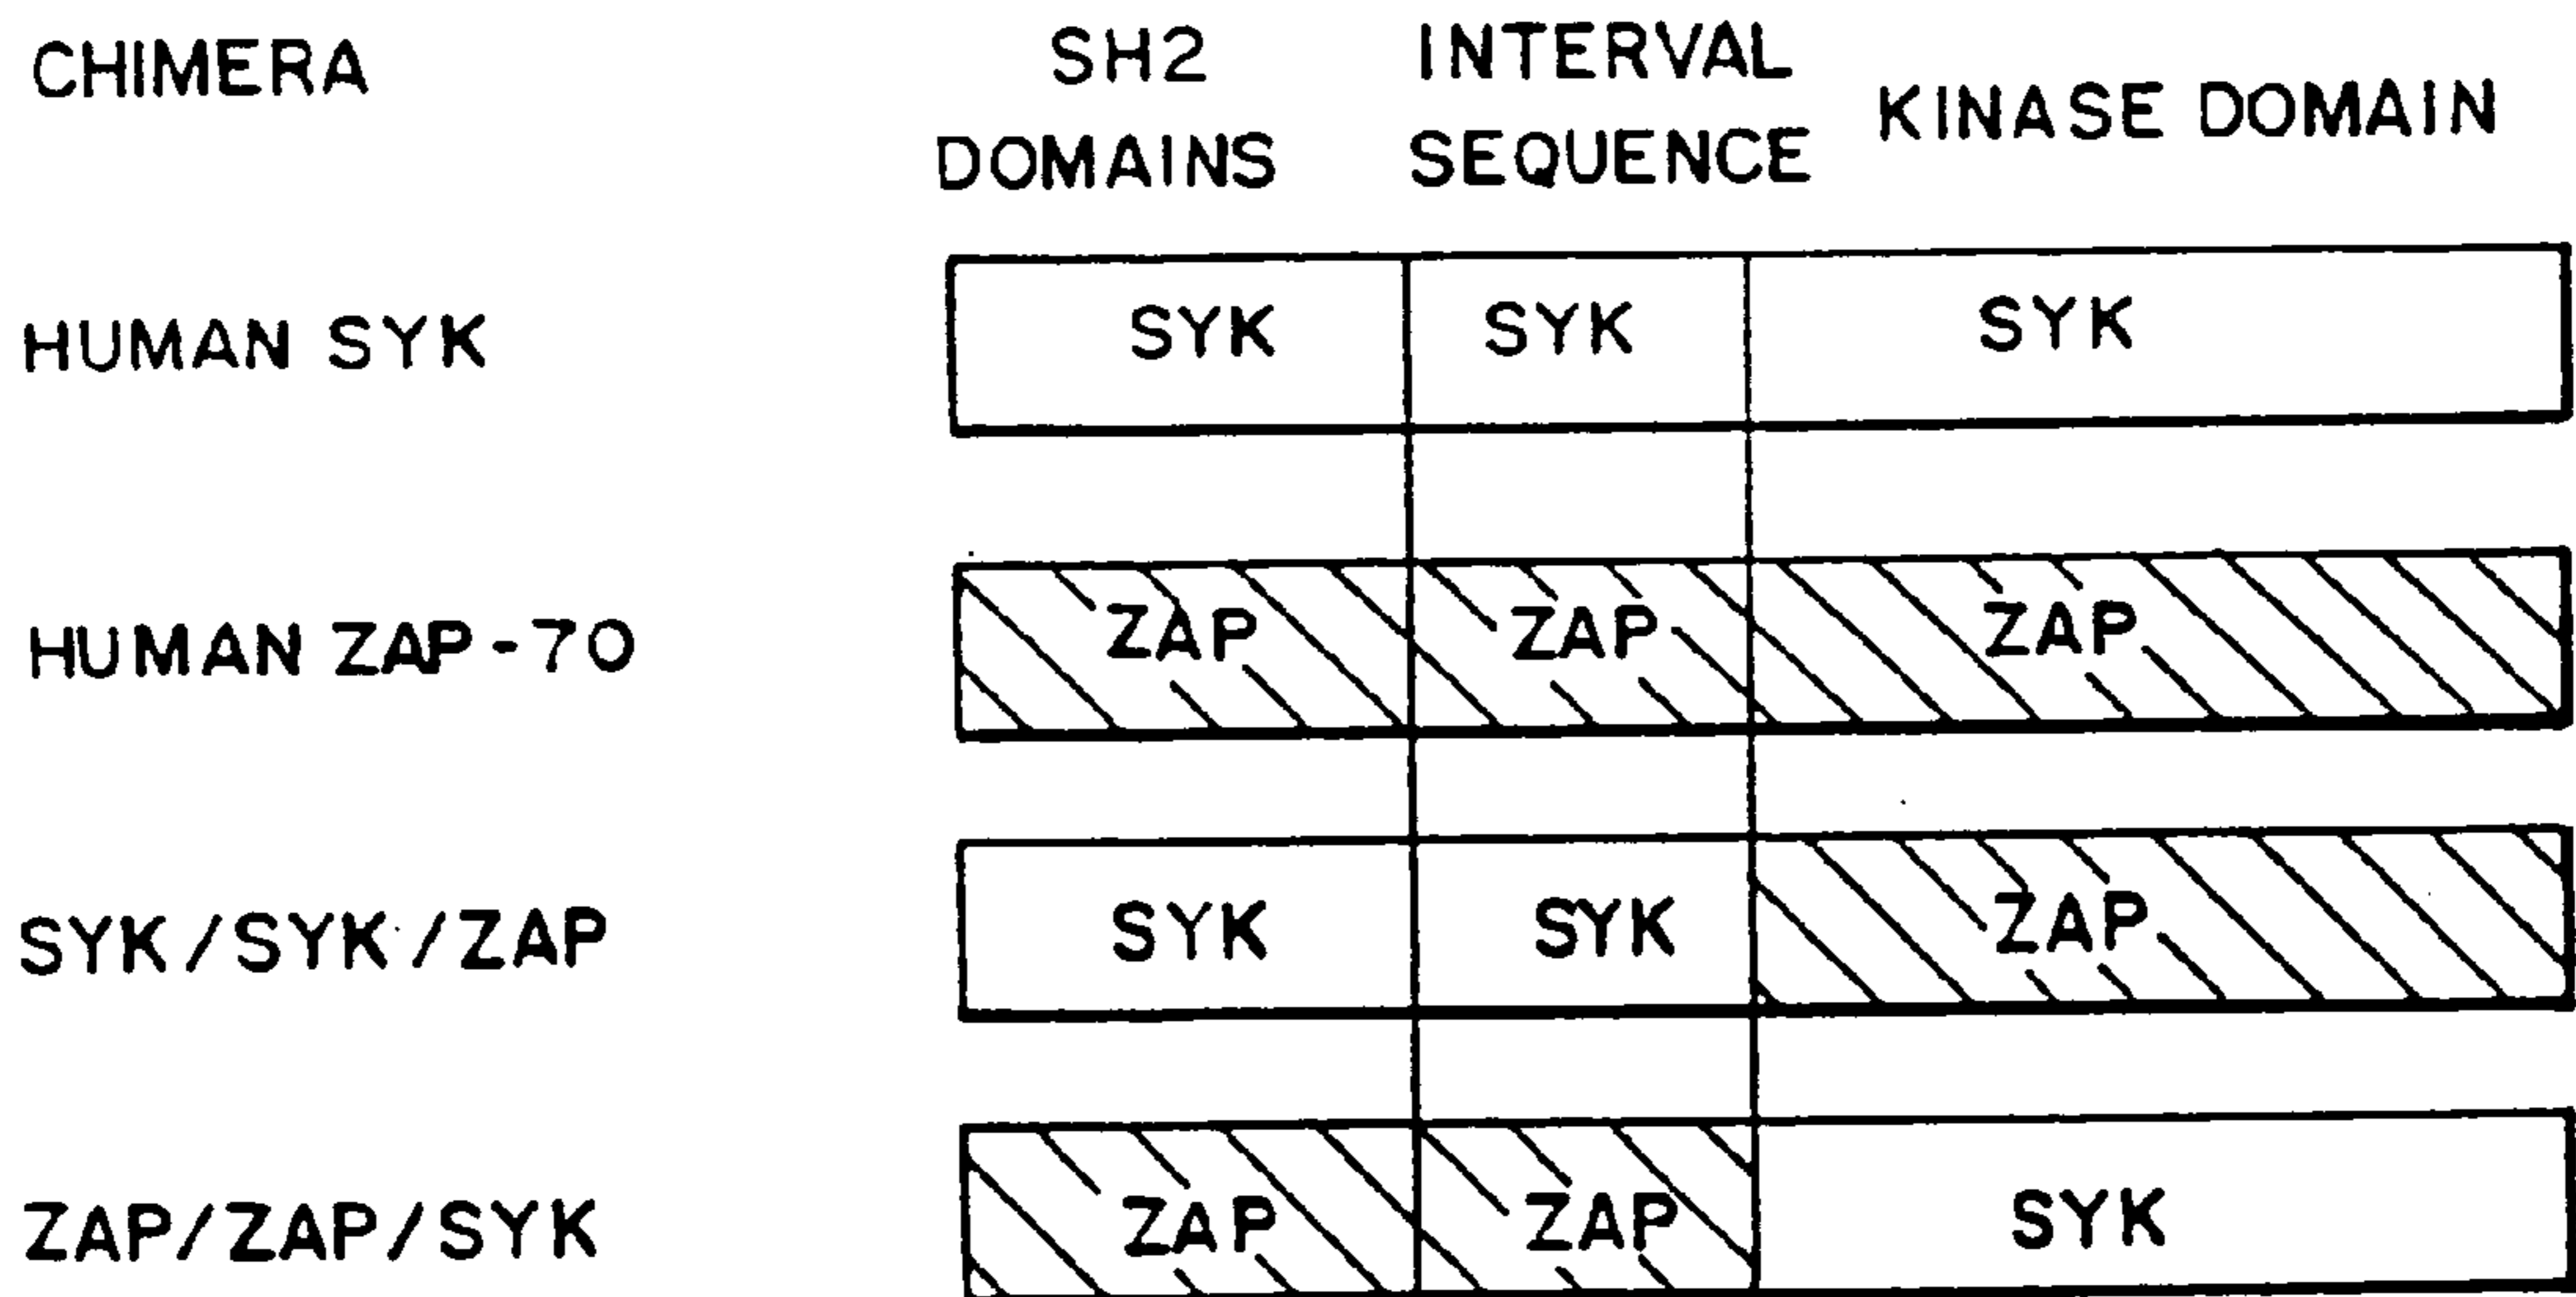 CHIMERA
SH2 DOMAINS
INTERVAL SEQUENCE
KINASE DOMAIN
HUMAN SYK
SYK SYK SYK
HUMAN ZAP-70
ZAP ZAP ZAP
SYK/SYK/ZAP
SYK SYK ZAP
ZAP/ZAP/SYK
ZAP ZAP SYK